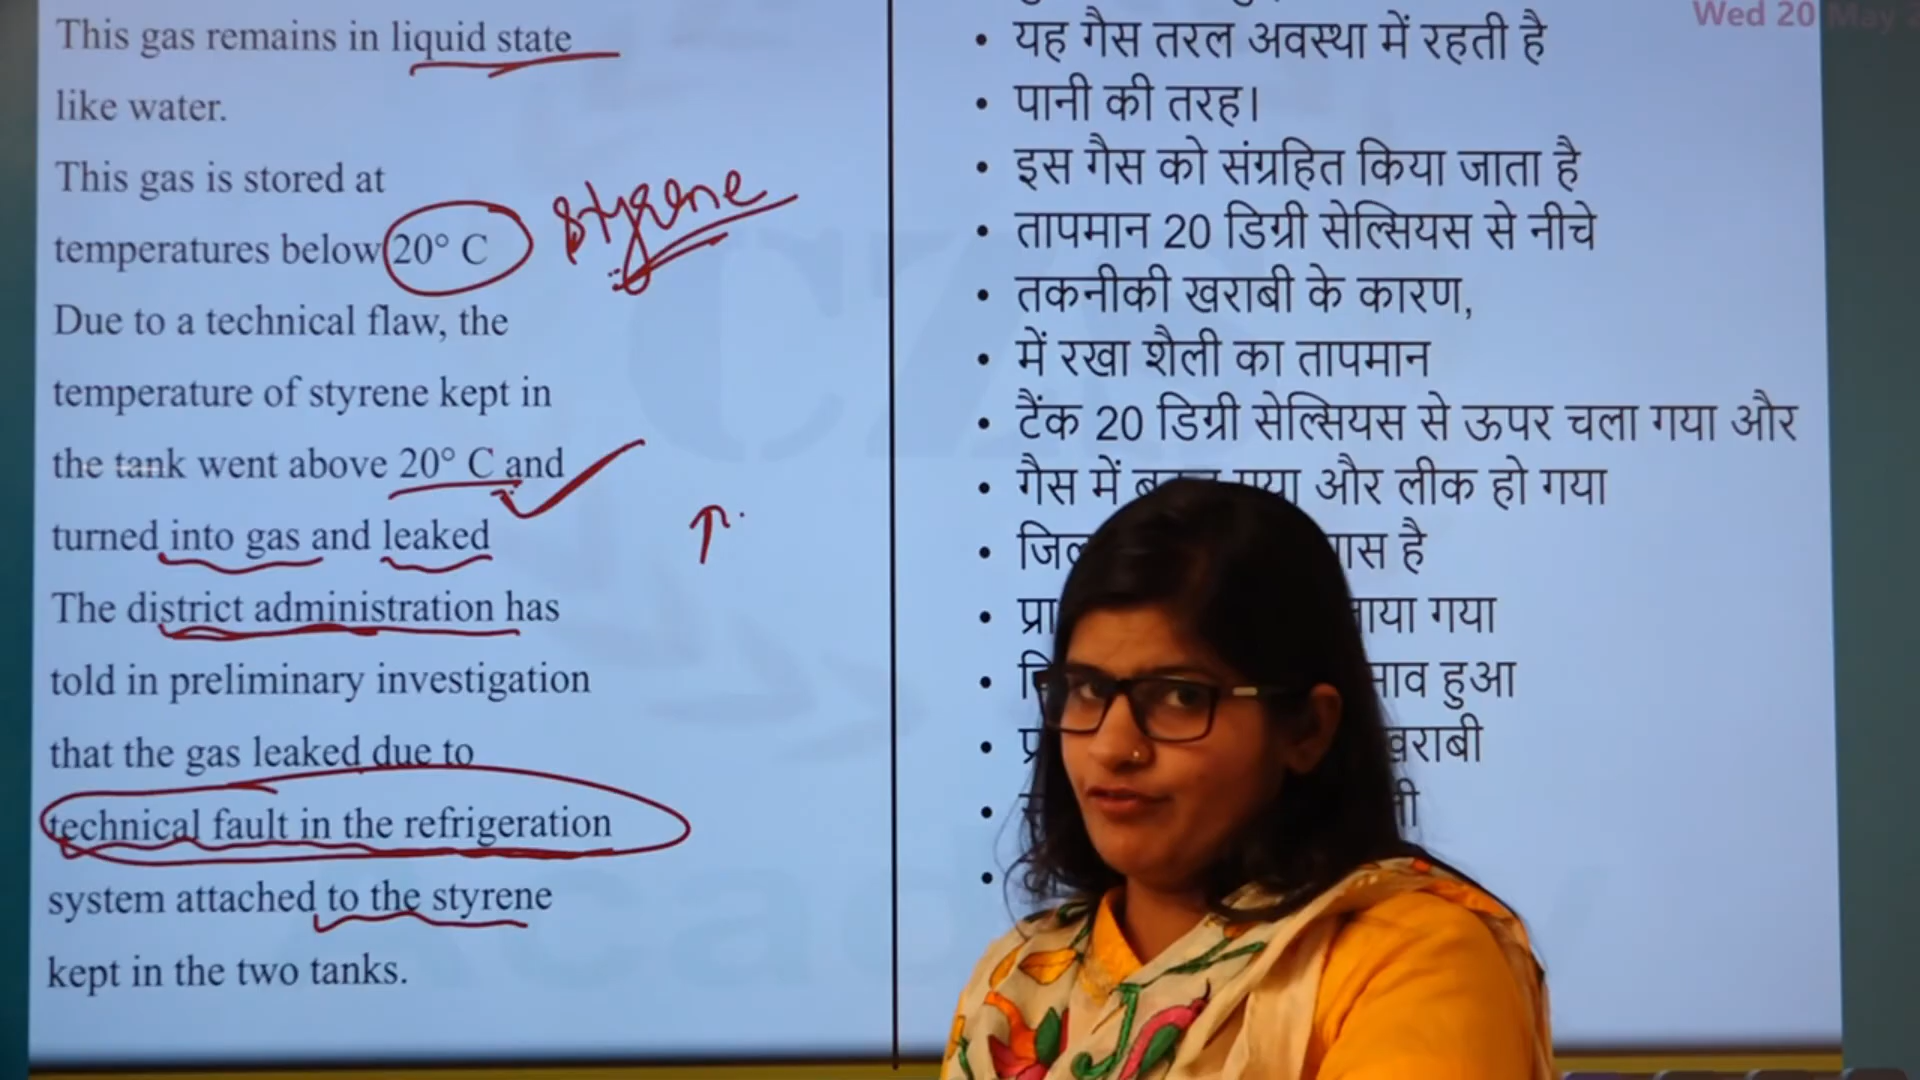 This gas remains in liquid state
like water.
This gas is stored at
temperatures below 20° C
styrene
Due to a technical flaw, the
temperature of styrene kept in
the tank went above 20° C and
turned into gas and leaked
The district administration has
told in preliminary investigation
that the gas leaked due to
technical fault in the refrigeration
system attached to the styrene
kept in the two tanks.
Wed 20 May
• यह गैस तरल अवस्था में रहती है
• पानी की तरह।
• इस गैस को संग्रहित किया जाता है
• तापमान 20 डिग्री सेल्सियस से नीचे
• तकनीकी खराबी के कारण,
• में रखा शैली का तापमान
• टैंक 20 डिग्री सेल्सियस से ऊपर चला गया और
• गैस में गया और लीक हो गया
• है
• गया
• हुआ
•
•
•
Academy